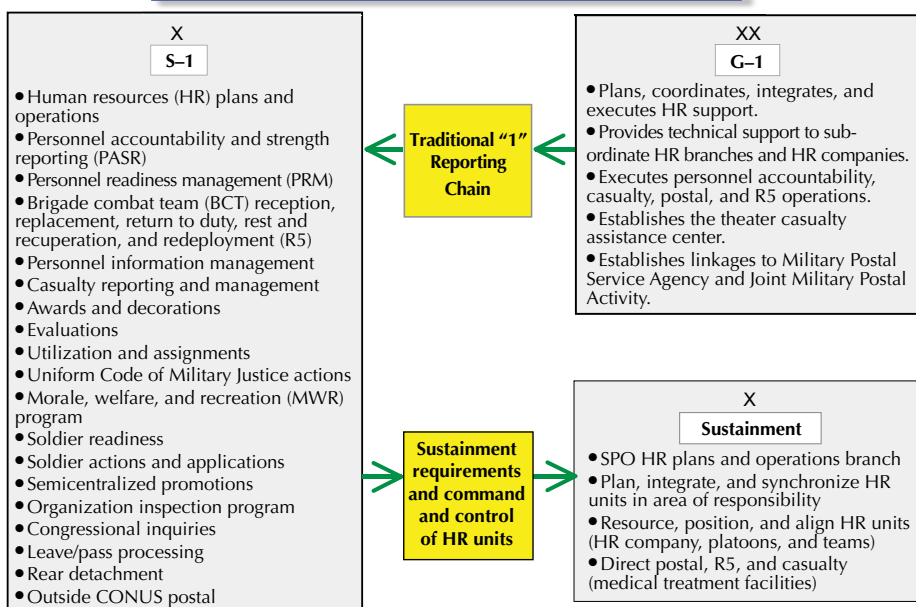 X
S–1
•Human resources (HR) plans and
operations
•Personnel accountability and strength
reporting (PASR)
•Personnel readiness management (PRM)
•Brigade combat team (BCT) reception,
replacement, return to duty, rest and
recuperation, and redeployment (R5)
•Personnel information management
•Casualty reporting and management
•Awards and decorations
•Evaluations
•Utilization and assignments
•Uniform Code of Military Justice actions
•Morale, welfare, and recreation (MWR)
program
•Soldier readiness
•Soldier actions and applications
•Semicentralized promotions
•Organization inspection program
•Congressional inquiries
•Leave/pass processing
•Rear detachment
•Outside CONUS postal
Traditional “1”
Reporting
Chain
XX
G–1
•Plans, coordinates, integrates, and
executes HR support.
•Provides technical support to sub-
ordinate HR branches and HR companies.
•Executes personnel accountability,
casualty, postal, and R5 operations.
•Establishes the theater casualty
assistance center.
•Establishes linkages to Military Postal
Service Agency and Joint Military Postal
Activity.
Sustainment
requirements
and command
and control
of HR units
X
Sustainment
•SPO HR plans and operations branch
•Plan, integrate, and synchronize HR
units in area of responsibility
•Resource, position, and align HR units
(HR company, platoons, and teams)
•Direct postal, R5, and casualty
(medical treatment facilities)